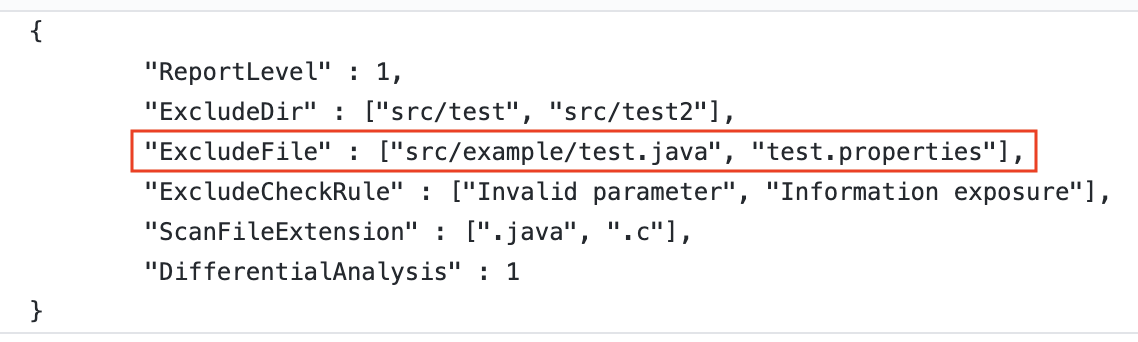 {
"ReportLevel" : 1,
"ExcludeDir" : ["src/test", "src/test2"],
"ExcludeFile" : ["src/example/test.java", "test.properties"],
"ExcludeCheckRule" : ["Invalid parameter", "Information exposure"],
"ScanFileExtension" : [".java", ".c"],
"DifferentialAnalysis" : 1
}